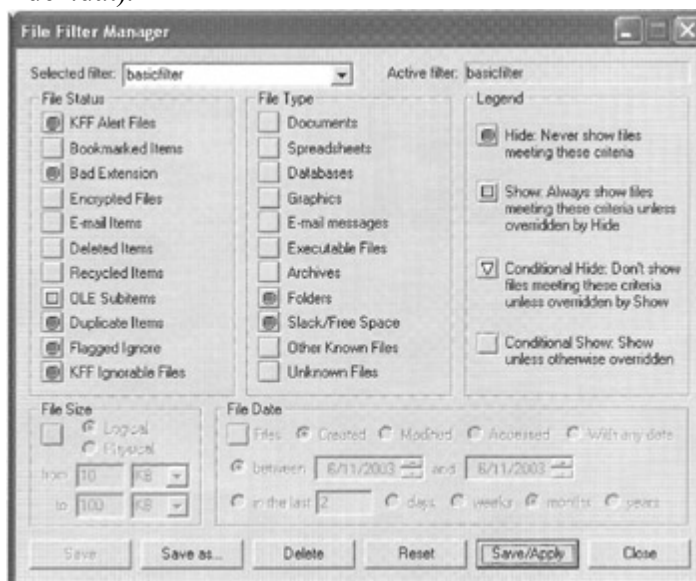 File Filter Manager
Selected filter: basicfilter
Active filter: basicfilter
File Status
KFF Alert Files
Bookmarked Items
Bad Extension
Encrypted Files
E-mail Items
Deleted Items
Recycled Items
OLE Subitems
Duplicate Items
Flagged Ignore
KFF Ignorable Files
File Type
Documents
Spreadsheets
Databases
Graphics
E-mail messages
Executable Files
Archives
Folders
Slack/Free Space
Other Known Files
Unknown Files
Legend
Hide: Never show files
meeting these criteria
Show: Always show files
meeting these criteria unless
overridden by Hide
Conditional Hide: Don't show
files meeting these criteria
unless overridden by Show
Conditional Show: Show
unless otherwise overridden
File Size
Logical
Physical
from 10 KB
to 100 KB
File Date
Files: Created Modified Accessed With any date
between 6/11/2003 and 6/11/2003
in the last 2 days weeks months years
Save Save as... Delete Reset Save/Apply Close